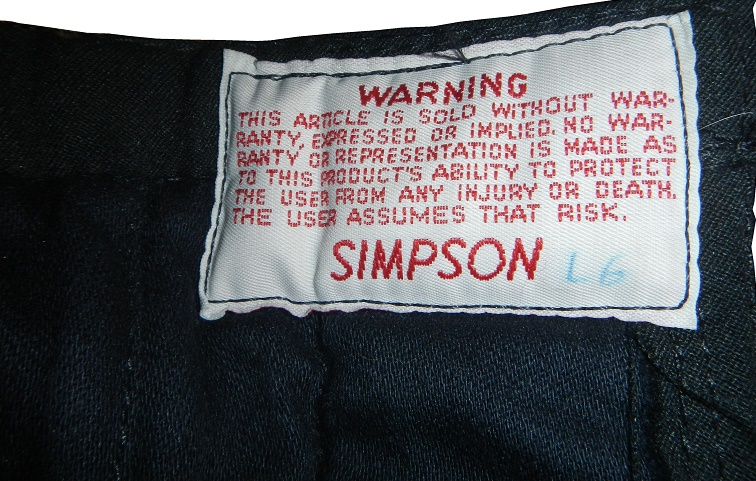 WARNING
THIS ARTICLE IS SOLD WITHOUT WAR-
RANTY, EXPRESSED OR IMPLIED. NO WAR-
RANTY, OR REPRESENTATION IS MADE AS
TO THIS PRODUCT'S ABILITY TO PROTECT
THE USER FROM ANY INJURY OR DEATH.
THE USER ASSUMES THAT RISK.
SIMPSON L6